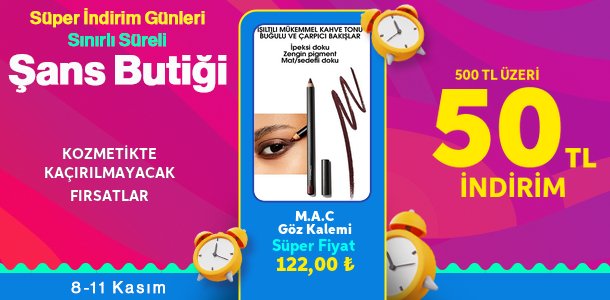 Süper İndirim Günleri
Sınırlı Süreli
Şans Butiği
KOZMETİKTE
KAÇIRILMAYACAK
FIRSATLAR
8-11 Kasım
IŞILTILI MÜKEMMEL KAHVE TONU
BUĞULU VE ÇARPICI BAKIŞLAR
İpeksi doku
Zengin pigment
Mat/sedefli doku
M.A.C
Göz Kalemi
Süper Fiyat
122,00 ₺
500 TL ÜZERİ
50 TL
İNDİRİM